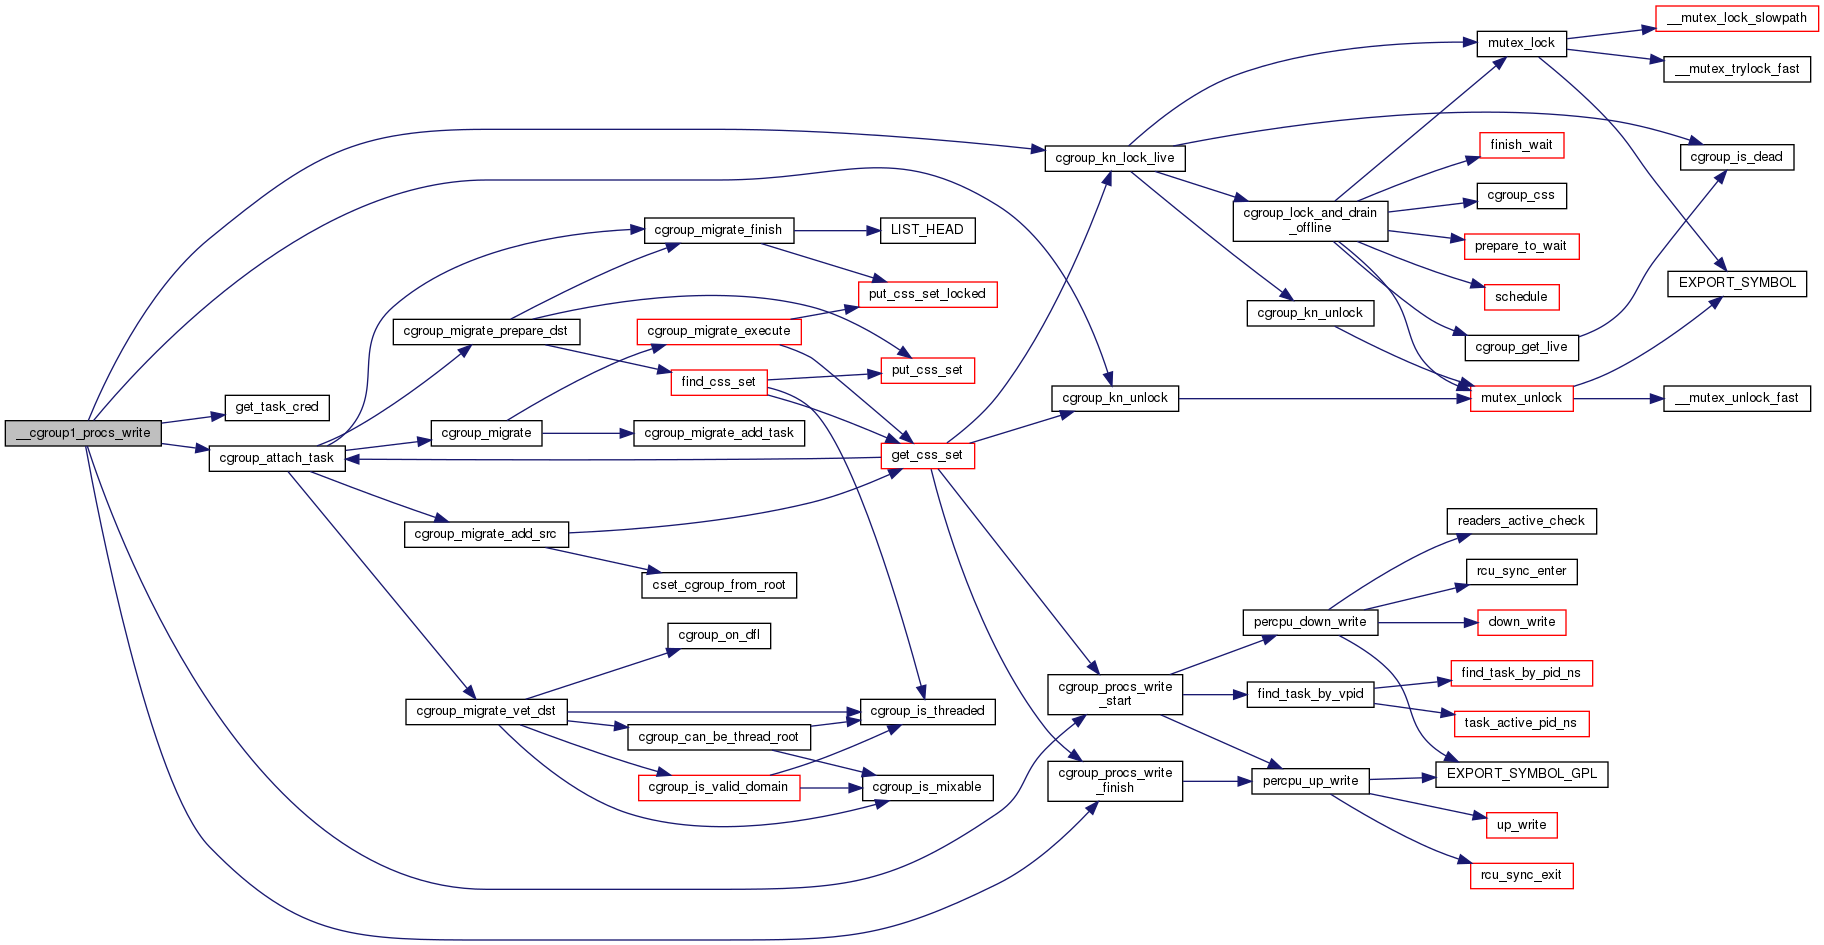 __cgroup1_procs_write
get_task_cred
cgroup_attach_task
cgroup_migrate_prepare_dst
cgroup_migrate
cgroup_migrate_add_src
cgroup_migrate_vet_dst
cgroup_migrate_finish
cgroup_migrate_execute
find_css_set
cgroup_migrate_add_task
cset_cgroup_from_root
cgroup_on_dfl
cgroup_can_be_thread_root
cgroup_is_valid_domain
LIST_HEAD
put_css_set_locked
put_css_set
get_css_set
cgroup_is_threaded
cgroup_is_mixable
cgroup_kn_lock_live
cgroup_kn_unlock
cgroup_procs_write
_start
cgroup_procs_write
_finish
cgroup_lock_and_drain
_offline
cgroup_kn_unlock
percpu_down_write
find_task_by_vpid
percpu_up_write
mutex_lock
finish_wait
cgroup_css
prepare_to_wait
schedule
cgroup_get_live
mutex_unlock
readers_active_check
rcu_sync_enter
down_write
find_task_by_pid_ns
task_active_pid_ns
EXPORT_SYMBOL_GPL
up_write
rcu_sync_exit
__mutex_lock_slowpath
__mutex_trylock_fast
cgroup_is_dead
EXPORT_SYMBOL
__mutex_unlock_fast